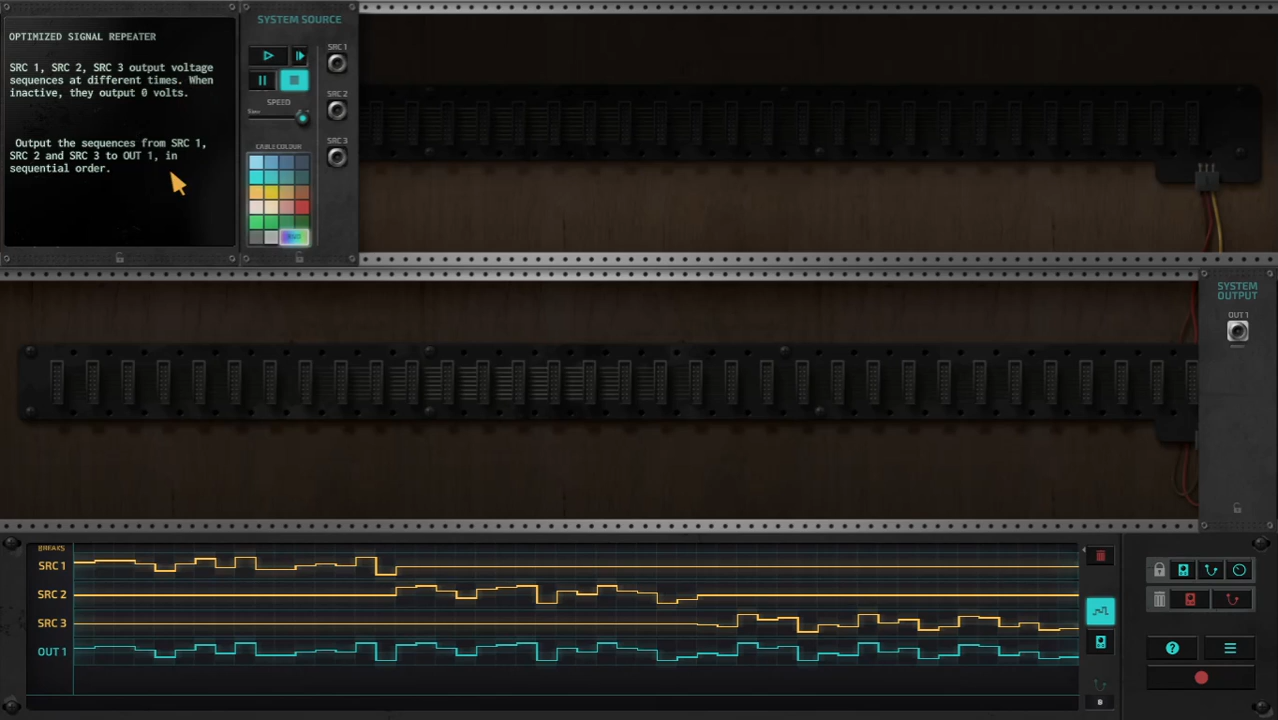 OPTIMIZED SIGNAL REPEATER
SRC 1, SRC 2, SRC 3 output voltage
sequences at different times. When
inactive, they output 0 volts.
Output the sequences from SRC 1,
SRC 2 and SRC 3 to OUT 1, in
sequential order.
SYSTEM SOURCE
SPEED
CABLE COLOUR
SRC 1
SRC 2
SRC 3
SYSTEM
OUTPUT
OUT 1
BREAKS
SRC 1
SRC 2
SRC 3
OUT 1
?